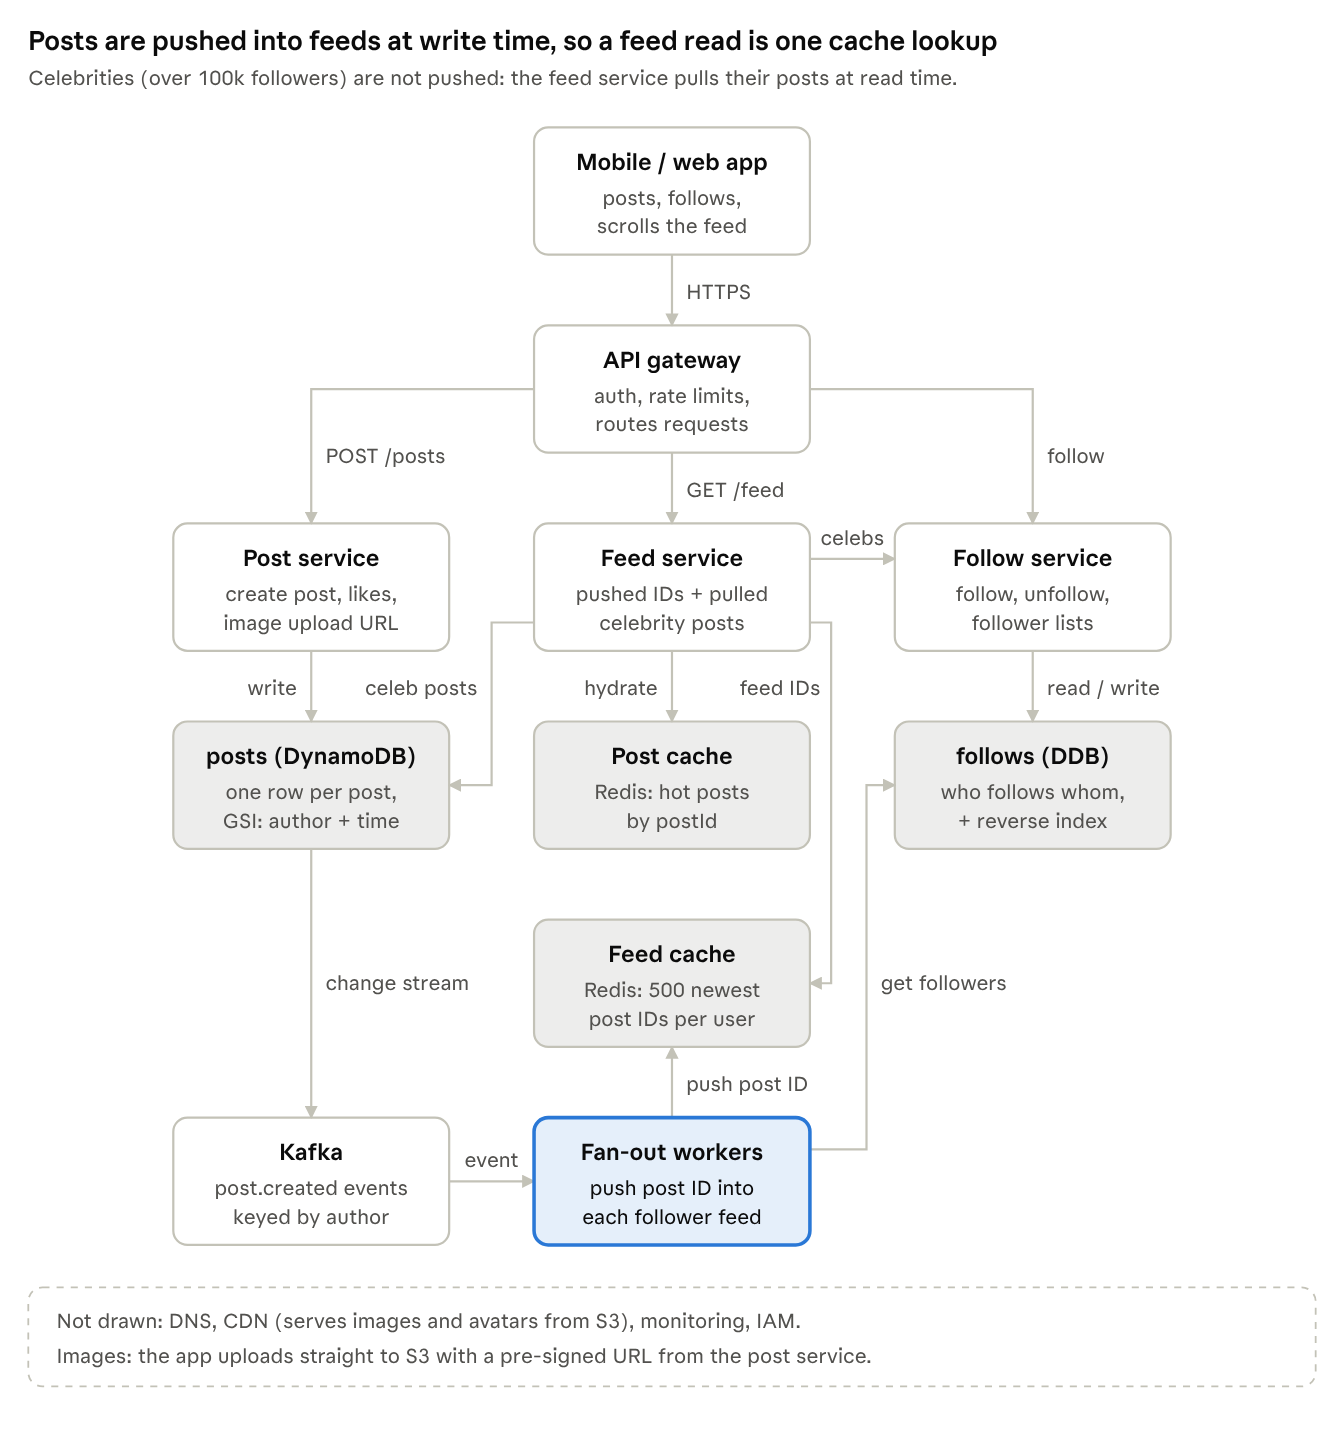 Posts are pushed into feeds at write time, so a feed read is one cache lookup
Celebrities (over 100k followers) are not pushed: the feed service pulls their posts at read time.
Mobile / web app
posts, follows,
scrolls the feed
HTTPS
API gateway
auth, rate limits,
routes requests
POST /posts
GET /feed
follow
Post service
create post, likes,
image upload URL
Feed service
pushed IDs + pulled
celebrity posts
celebs
Follow service
follow, unfollow,
follower lists
write
celeb posts
hydrate
feed IDs
read / write
posts (DynamoDB)
one row per post,
GSI: author + time
Post cache
Redis: hot posts
by postId
follows (DDB)
who follows whom,
+ reverse index
Feed cache
Redis: 500 newest
post IDs per user
change stream
get followers
push post ID
Kafka
post.created events
keyed by author
event
Fan-out workers
push post ID into
each follower feed
Not drawn: DNS, CDN (serves images and avatars from S3), monitoring, IAM.
Images: the app uploads straight to S3 with a pre-signed URL from the post service.